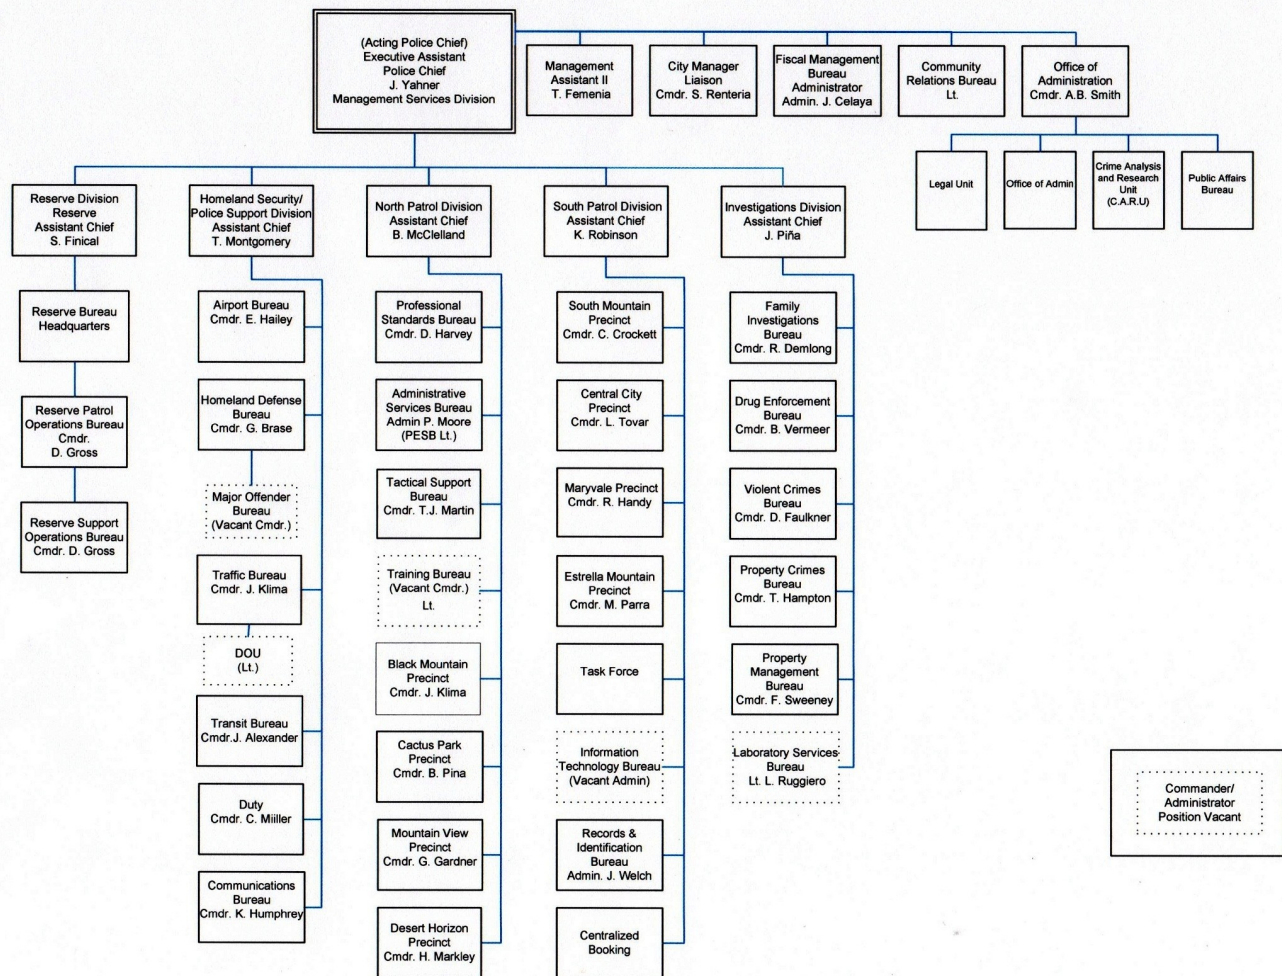 (Acting Police Chief)
Executive Assistant
Police Chief
J. Yahner
Management Services Division
Management
Assistant II
T. Femenia
City Manager
Liaison
Cmdr. S. Renteria
Fiscal Management
Bureau
Administrator
Admin. J. Celaya
Community
Relations Bureau
Lt.
Office of
Administration
Cmdr. A.B. Smith
Legal Unit
Office of Admin
Crime Analysis
and Research
Unit
(C.A.R.U)
Public Affairs
Bureau
Reserve Division
Reserve
Assistant Chief
S. Finical
Homeland Security/
Police Support Division
Assistant Chief
T. Montgomery
North Patrol Division
Assistant Chief
B. McClelland
South Patrol Division
Assistant Chief
K. Robinson
Investigations Division
Assistant Chief
J. Piña
Reserve Bureau
Headquarters
Reserve Patrol
Operations Bureau
Cmdr.
D. Gross
Reserve Support
Operations Bureau
Cmdr. D. Gross
Airport Bureau
Cmdr. E. Hailey
Homeland Defense
Bureau
Cmdr. G. Brase
Major Offender
Bureau
(Vacant Cmdr.)
Traffic Bureau
Cmdr. J. Klima
DOU
(Lt.)
Transit Bureau
Cmdr.J. Alexander
Duty
Cmdr. C. Miiller
Communications
Bureau
Cmdr. K. Humphrey
Professional
Standards Bureau
Cmdr. D. Harvey
Administrative
Services Bureau
Admin P. Moore
(PESB Lt.)
Tactical Support
Bureau
Cmdr. T.J. Martin
Training Bureau
(Vacant Cmdr.)
Lt.
Black Mountain
Precinct
Cmdr. J. Klima
Cactus Park
Precinct
Cmdr. B. Pina
Mountain View
Precinct
Cmdr. G. Gardner
Desert Horizon
Precinct
Cmdr. H. Markley
South Mountain
Precinct
Cmdr. C. Crockett
Central City
Precinct
Cmdr. L. Tovar
Maryvale Precinct
Cmdr. R. Handy
Estrella Mountain
Precinct
Cmdr. M. Parra
Task Force
Information
Technology Bureau
(Vacant Admin)
Records &
Identification
Bureau
Admin. J. Welch
Centralized
Booking
Family
Investigations
Bureau
Cmdr. R. Demlong
Drug Enforcement
Bureau
Cmdr. B. Vermeer
Violent Crimes
Bureau
Cmdr. D. Faulkner
Property Crimes
Bureau
Cmdr. T. Hampton
Property
Management
Bureau
Cmdr. F. Sweeney
Laboratory Services
Bureau
Lt. L. Ruggiero
Commander/
Administrator
Position Vacant